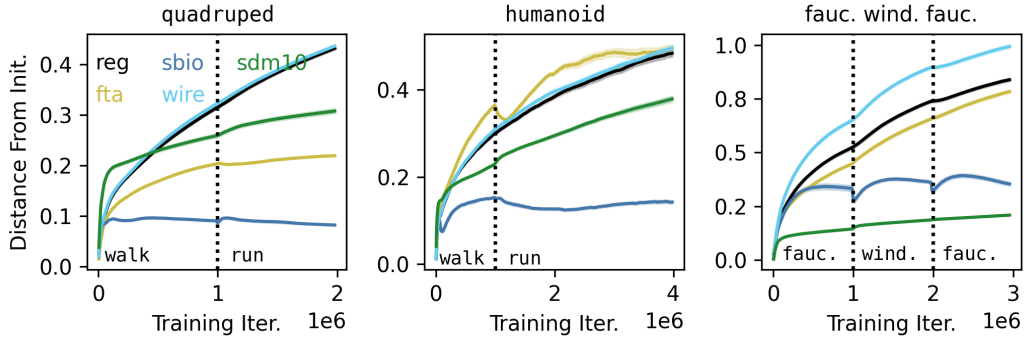 quadruped
humanoid
fauc. wind. fauc.
Distance From Init.
0.4
0.3
0.2
0.1
0.0
reg sbio sdm10
fta wire
walk run
0 1 2
Training Iter. 1e6
0.4
0.2
0.0
walk run
0 2 4
Training Iter. 1e6
1.0
0.8
0.5
0.2
0.0
fauc. wind. fauc.
0 1 2 3
Training Iter. 1e6